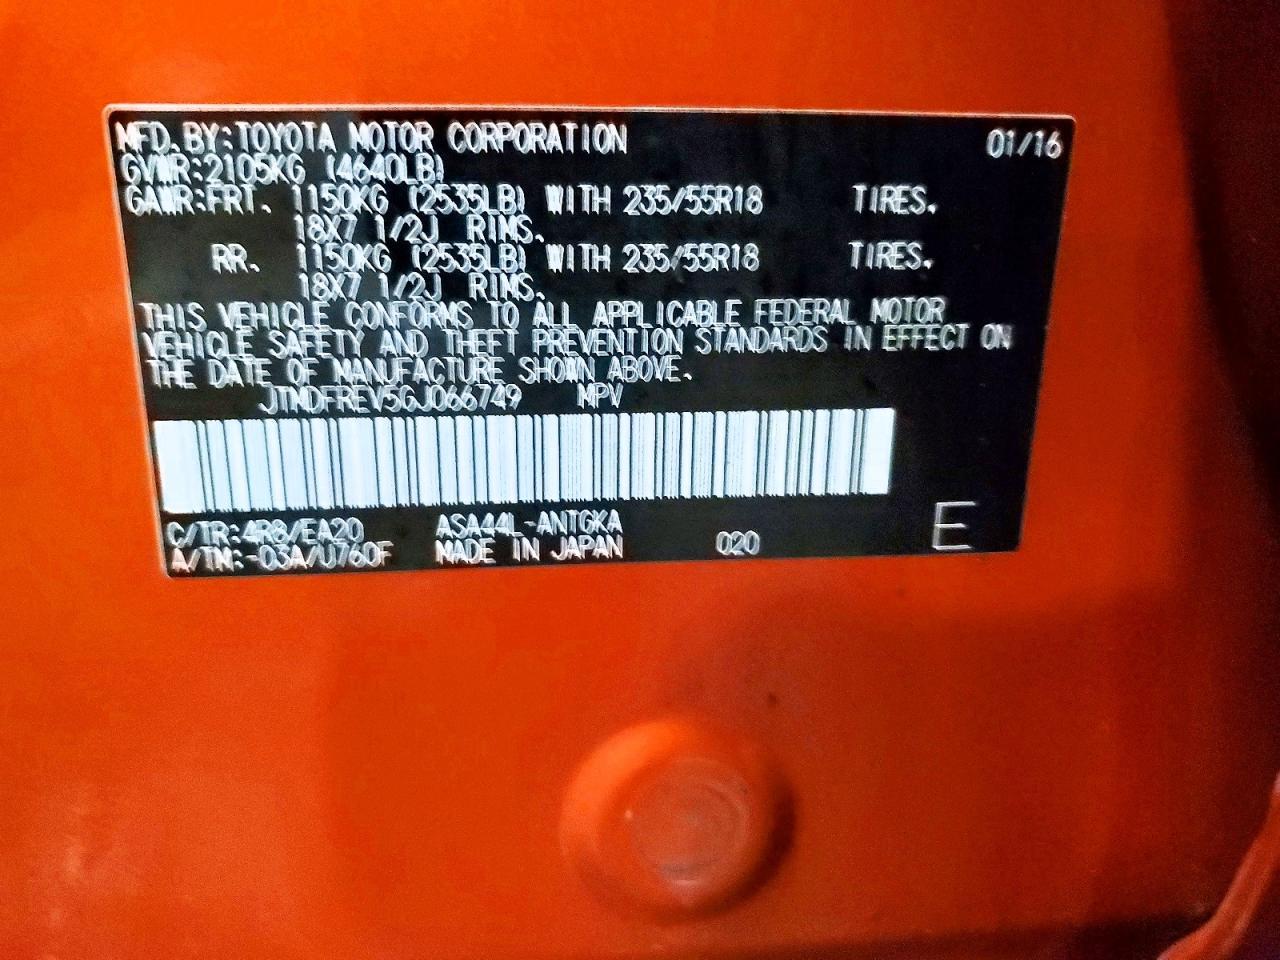 MFD.BY:TOYOTA MOTOR CORPORATION 01/16
GVWR:2105KG (4640LB)
GAWR:FRT. 1150KG (2535LB) WITH 235/55R18 TIRES.
18X7 1/2J RIMS.
RR. 1150KG (2535LB) WITH 235/55R18 TIRES.
18X7 1/2J RIMS.
THIS VEHICLE CONFORMS TO ALL APPLICABLE FEDERAL MOTOR
VEHICLE SAFETY AND THEFT PREVENTION STANDARDS IN EFFECT ON
THE DATE OF MANUFACTURE SHOWN ABOVE.
JTMDFREV5GJ066749 MPV
C/TR:4R8/EA20 ASA44L-ANTGKA
A/TM:-03A/U760F MADE IN JAPAN 020 E